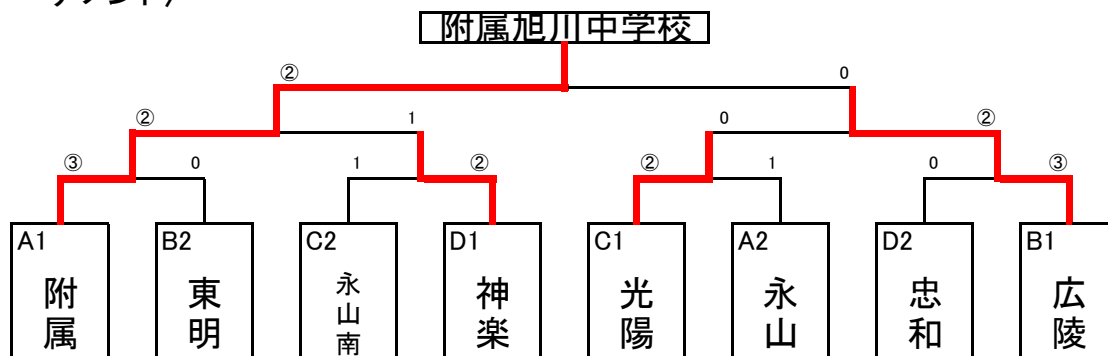 附属旭川中学校
② 0
② 1 0 ②
③ 0 1 ② ② 1 0 ③
A1 B2 C2 D1 C1 A2 D2 B1
附属 東明 永山南 神楽 光陽 永山 忠和 広陵